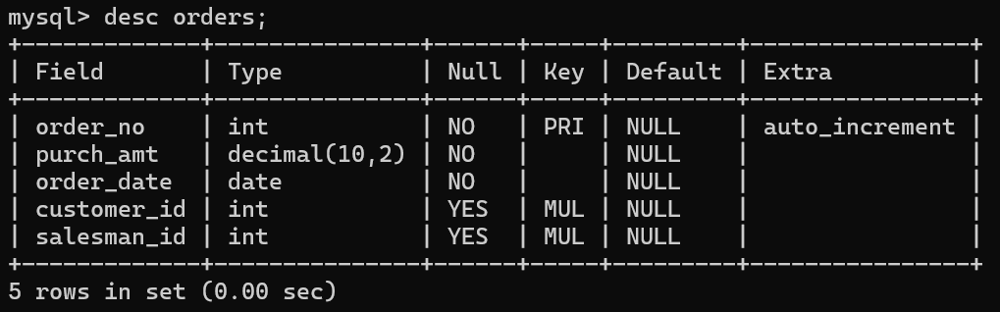 mysql> desc orders;
+-------------+---------------+------+-----+---------+----------------+
| Field       | Type          | Null | Key | Default | Extra          |
+-------------+---------------+------+-----+---------+----------------+
| order_no    | int           | NO   | PRI | NULL    | auto_increment |
| purch_amt   | decimal(10,2) | NO   |     | NULL    |                |
| order_date  | date          | NO   |     | NULL    |                |
| customer_id | int           | YES  | MUL | NULL    |                |
| salesman_id | int           | YES  | MUL | NULL    |                |
+-------------+---------------+------+-----+---------+----------------+
5 rows in set (0.00 sec)